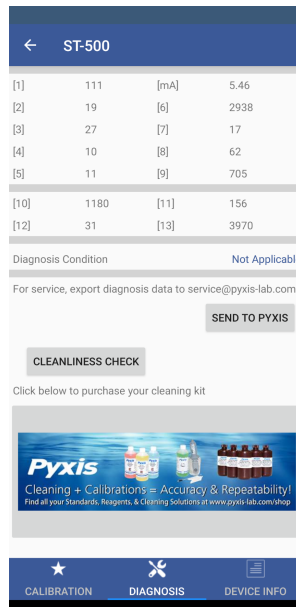 ← ST-500
[1] 111 [mA] 5.46
[2] 19 [6] 2938
[3] 27 [7] 17
[4] 10 [8] 62
[5] 11 [9] 705
[10] 1180 [11] 156
[12] 31 [13] 3970
Diagnosis Condition Not Applicabl
For service, export diagnosis data to service@pyxis-lab.com
SEND TO PYXIS
CLEANLINESS CHECK
Click below to purchase your cleaning kit
Pyxis
Cleaning + Calibrations = Accuracy & Repeatability!
Find all your Standards, Reagents, & Cleaning Solutions at www.pyxis-lab.com/shop
CALIBRATION DIAGNOSIS DEVICE INFO